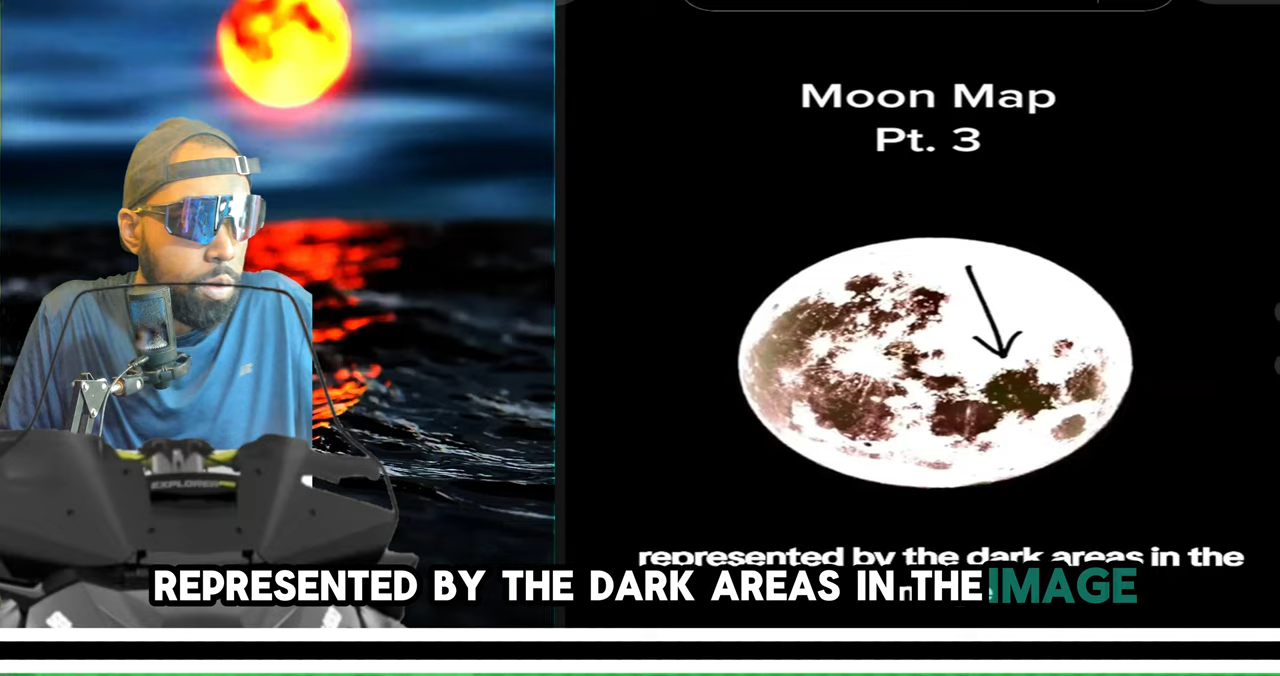 Moon Map
Pt. 3
EXPLORER
represented by the dark areas in the
REPRESENTED BY THE DARK AREAS IN THE IMAGE